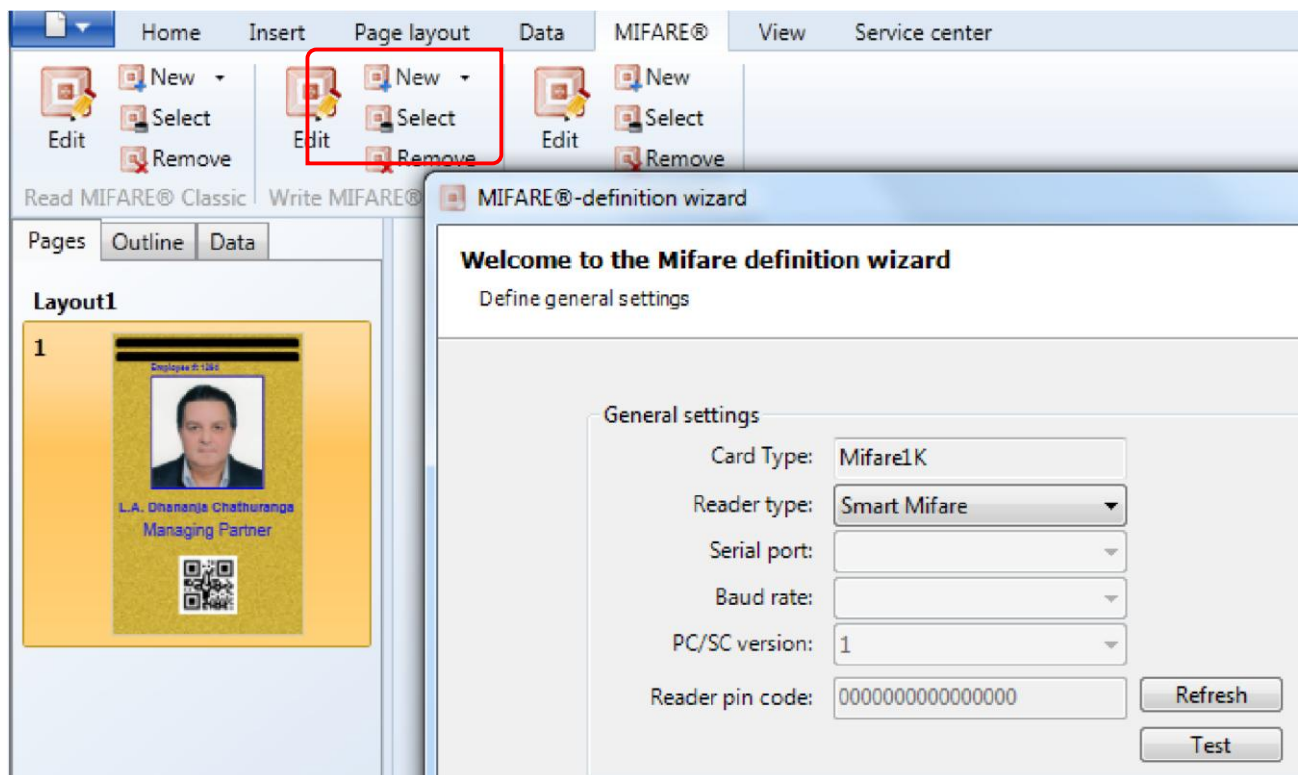 Home Insert Page layout Data MIFARE® View Service center
New New New
Select Select Select
Edit Edit Edit
Remove Remove Remove
Read MIFARE® Classic Write MIFARE®
MIFARE®-definition wizard
Pages Outline Data
Welcome to the Mifare definition wizard
Define general settings
Layout1
1
Employee #: 
L.A. Dhananja Chathuranga
Managing Partner
General settings
Card Type: Mifare1K
Reader type: Smart Mifare
Serial port:
Baud rate:
PC/SC version: 1
Reader pin code: 0000000000000000 Refresh
Test